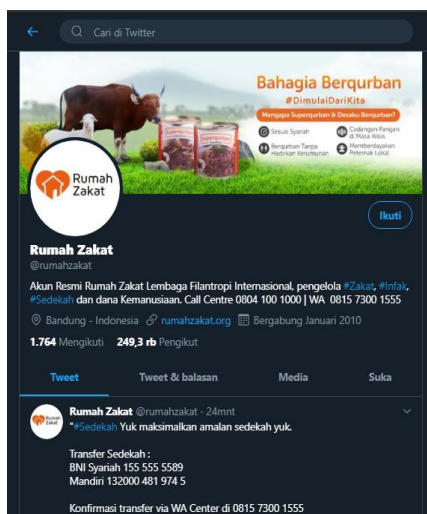 Cari di Twitter
Bahagia Berqurban
#DimulaiDariKita
Mengapa Superqurban & Desaku Berqurban?
Sesuai Syariah
Cadangan Pangan
di Masa Krisis
Berqurban Tanpa
Hadirkan Kerumunan
Memberdayakan
Peternak Lokal
Superqurban
Superqurban
Rumah
Zakat
Ikuti
Rumah Zakat
@rumahzakat
Akun Resmi Rumah Zakat Lembaga Filantropi Internasional, pengelola #Zakat, #Infak,
#Sedekah dan dana Kemanusiaan. Call Centre 0804 100 1000 | WA 0815 7300 1555
Bandung - Indonesia rumahzakat.org Bergabung Januari 2010
1.764 Mengikuti 249,3 rb Pengikut
Tweet Tweet & balasan Media Suka
Rumah Zakat
Rumah Zakat @rumahzakat · 24mnt
"#Sedekah Yuk maksimalkan amalan sedekah yuk.
Transfer Sedekah :
BNI Syariah 155 555 5589
Mandiri 132000 481 974 5
Konfirmasi transfer via WA Center di 0815 7300 1555